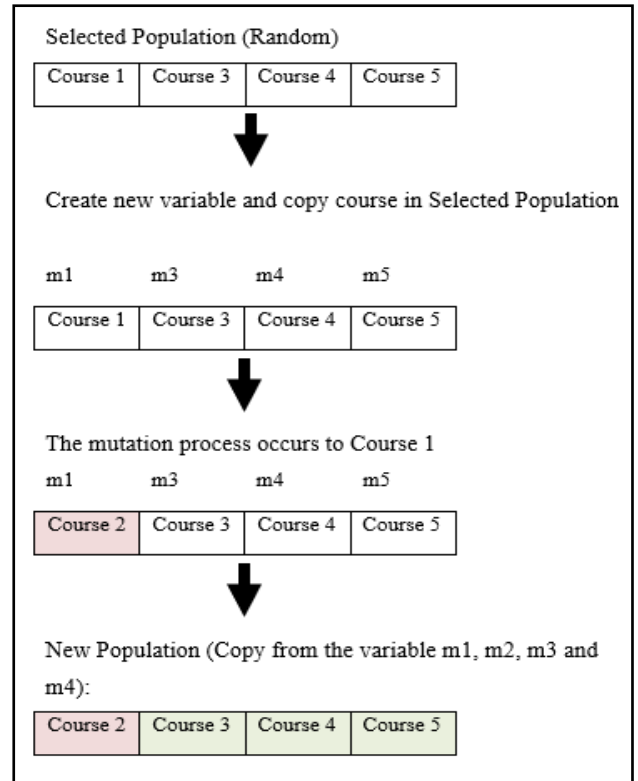 Selected Population (Random)
Course 1 Course 3 Course 4 Course 5
Create new variable and copy course in Selected Population
m1 m3 m4 m5
Course 1 Course 3 Course 4 Course 5
The mutation process occurs to Course 1
m1 m3 m4 m5
Course 2 Course 3 Course 4 Course 5
New Population (Copy from the variable m1, m2, m3 and
m4):
Course 2 Course 3 Course 4 Course 5